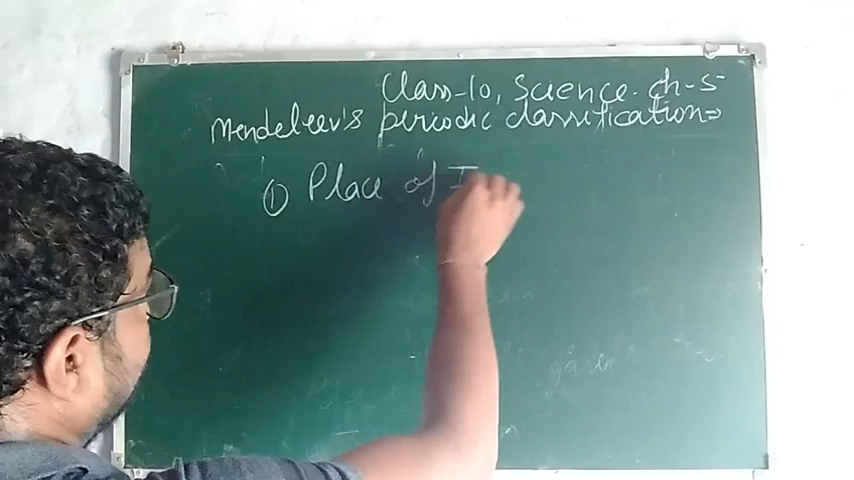 Class-10, Science. ch-5
Mendeleev's periodic classification⇒
① Place of I